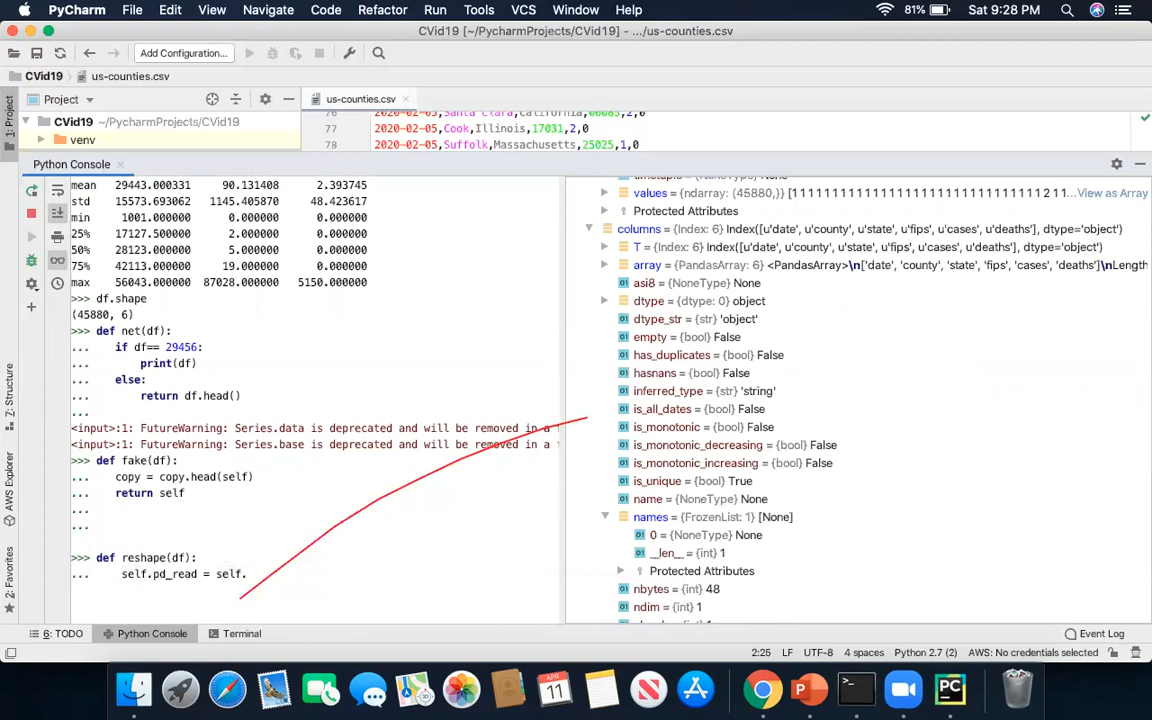 PyCharm File Edit View Navigate Code Refactor Run Tools VCS Window Help 81% Sat 9:28 PM
CVid19 [~/PycharmProjects/CVid19] - .../us-counties.csv
Add Configuration...
CVid19 us-counties.csv
1: Project
Project
us-counties.csv
CVid19 ~/PycharmProjects/CVid19
venv
76 2020-02-05,Santa Clara,California,06085,2,0
77 2020-02-05,Cook,Illinois,17031,2,0
78 2020-02-05,Suffolk,Massachusetts,25025,1,0
Python Console
mean 29443.000331 90.131408 2.393745
std 15573.693062 1145.405870 48.423617
min 1001.000000 0.000000 0.000000
25% 17127.500000 2.000000 0.000000
50% 28123.000000 5.000000 0.000000
75% 42113.000000 19.000000 0.000000
max 56043.000000 87028.000000 5150.000000
>>> df.shape
(45880, 6)
>>> def net(df):
... if df== 29456:
... print(df)
... else:
... return df.head()
...
<input>:1: FutureWarning: Series.data is deprecated and will be removed in a
<input>:1: FutureWarning: Series.base is deprecated and will be removed in a
>>> def fake(df):
... copy = copy.head(self)
... return self
...
...
>>> def reshape(df):
... self.pd_read = self.
values = {ndarray: (45880,)} [1 1 1 1 1 1 1 1 1 1 1 1 1 1 1 1 1 1 1 1 1 1 1 1 1 1 1 1 1 1 1 1 2 1 1... View as Array
Protected Attributes
columns = {Index: 6} Index([u'date', u'county', u'state', u'fips', u'cases', u'deaths'], dtype='object')
T = {Index: 6} Index([u'date', u'county', u'state', u'fips', u'cases', u'deaths'], dtype='object')
array = {PandasArray: 6} <PandasArray>\n['date', 'county', 'state', 'fips', 'cases', 'deaths']\nLength
asi8 = {NoneType} None
dtype = {dtype: 0} object
dtype_str = {str} 'object'
empty = {bool} False
has_duplicates = {bool} False
hasnans = {bool} False
inferred_type = {str} 'string'
is_all_dates = {bool} False
is_monotonic = {bool} False
is_monotonic_decreasing = {bool} False
is_monotonic_increasing = {bool} False
is_unique = {bool} True
name = {NoneType} None
names = {FrozenList: 1} [None]
0 = {NoneType} None
__len__ = {int} 1
Protected Attributes
nbytes = {int} 48
ndim = {int} 1
Z: Structure
AWS Explorer
2: Favorites
6: TODO Python Console Terminal Event Log
2:25 LF UTF-8 4 spaces Python 2.7 (2) AWS: No credentials selected
APR
11
PC